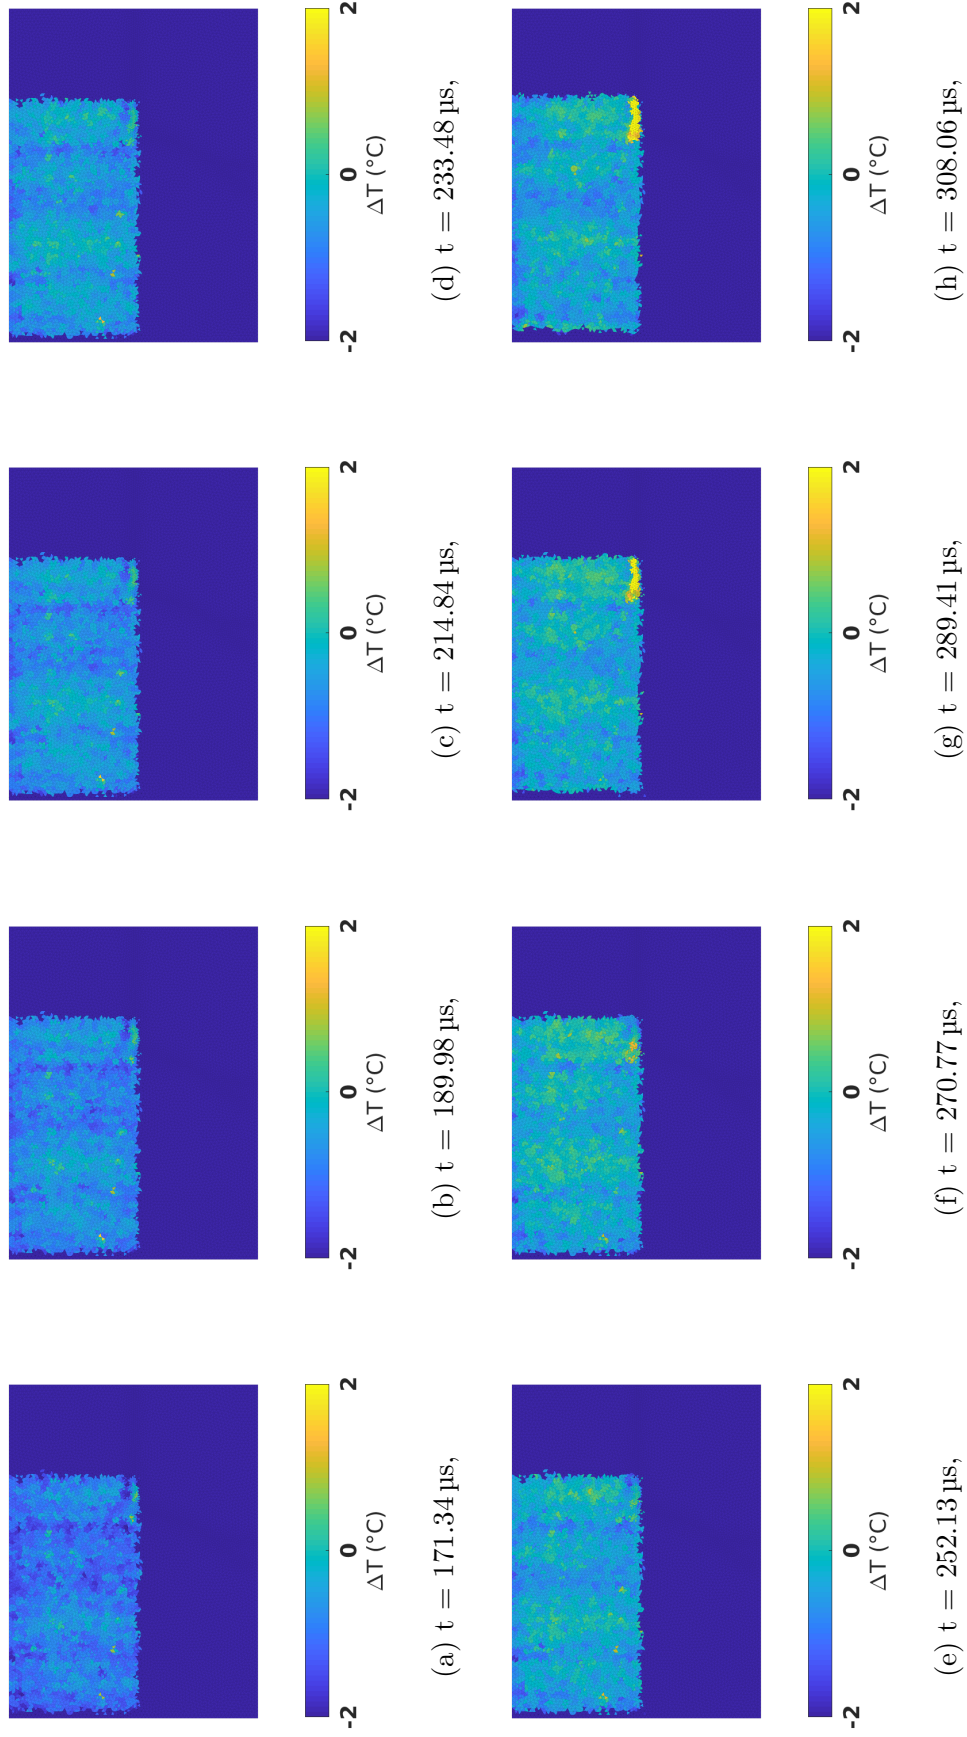 -2 0 2
ΔT (°C)
(a) t = 171.34 µs,
-2 0 2
ΔT (°C)
(b) t = 189.98 µs,
-2 0 2
ΔT (°C)
(c) t = 214.84 µs,
-2 0 2
ΔT (°C)
(d) t = 233.48 µs,
-2 0 2
ΔT (°C)
(e) t = 252.13 µs,
-2 0 2
ΔT (°C)
(f) t = 270.77 µs,
-2 0 2
ΔT (°C)
(g) t = 289.41 µs,
-2 0 2
ΔT (°C)
(h) t = 308.06 µs,